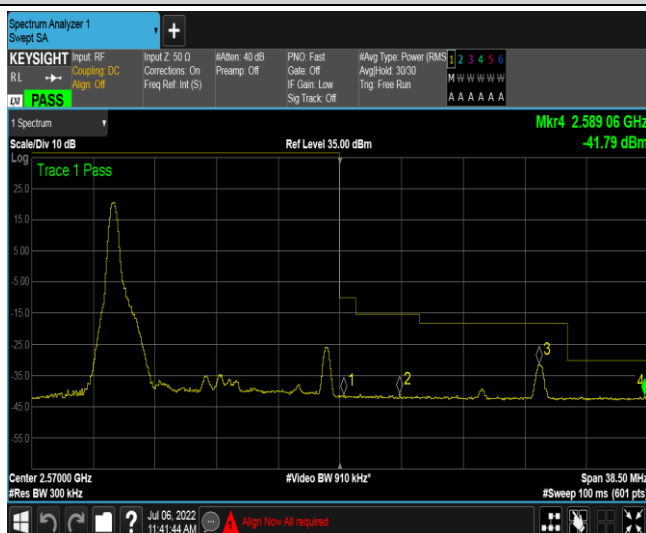 Spectrum Analyzer 1
Swept SA
+
KEYSIGHT Input: RF Input Z: 50 Ω #Atten: 40 dB PNO: Fast #Avg Type: Power (RMS 1 2 3 4 5 6
RL Coupling: DC Corrections: On Preamp: Off Gate: Off Avg|Hold: 30/30 M W W W W W
Align: Off Freq Ref: Int (S) IF Gain: Low Trig: Free Run
LXI PASS Sig Track: Off A A A A A A
1 Spectrum Mkr4 2.589 06 GHz
Scale/Div 10 dB Ref Level 35.00 dBm -41.79 dBm
Log
Trace 1 Pass
25.0
15.0
5.00
-5.00
-15.0
-25.0
3
-35.0
1 2 4
-45.0
-55.0
Center 2.57000 GHz #Video BW 910 kHz* Span 38.50 MHz
#Res BW 300 kHz #Sweep 100 ms (601 pts)
? Jul 06, 2022
11:41:44 AM Align Now All required